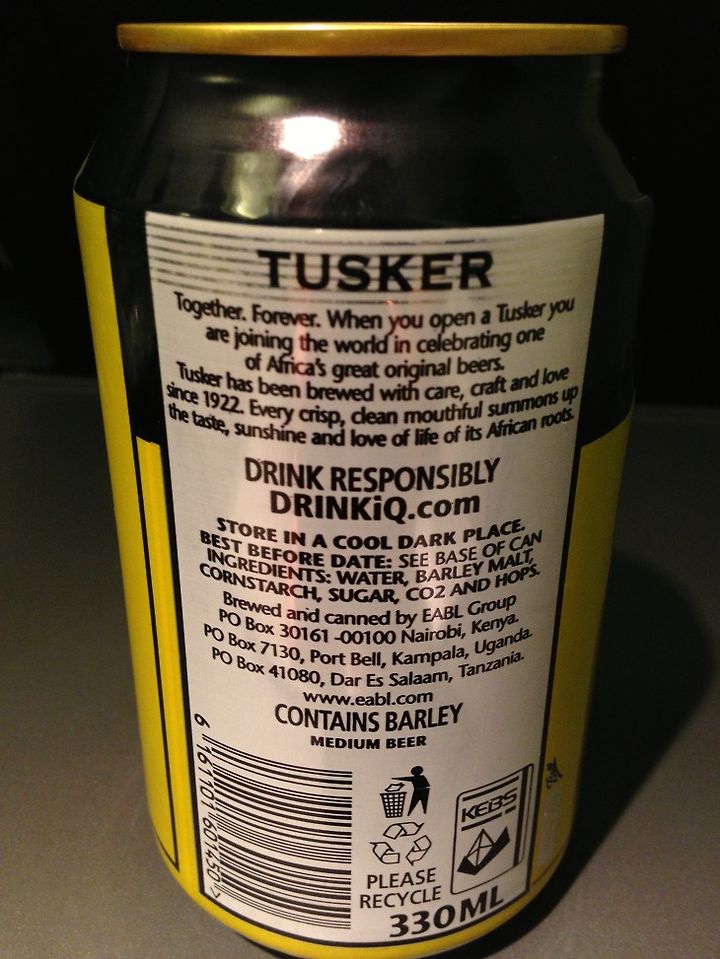 TUSKER
Together. Forever. When you open a Tusker you
are joining the world in celebrating one
of Africa's great original beers.
Tusker has been brewed with care, craft and love
since 1922. Every crisp, clean mouthful summons up
the taste, sunshine and love of life of its African roots.
DRINK RESPONSIBLY
DRINKiQ.com
STORE IN A COOL DARK PLACE.
BEST BEFORE DATE: SEE BASE OF CAN
INGREDIENTS: WATER, BARLEY MALT,
CORNSTARCH, SUGAR, CO2 AND HOPS.
Brewed and canned by EABL Group
PO Box 30161 -00100 Nairobi, Kenya.
PO Box 7130, Port Bell, Kampala, Uganda.
PO Box 41080, Dar Es Salaam, Tanzania.
www.eabl.com
CONTAINS BARLEY
MEDIUM BEER
6 161101 601450 >
KEBS
PLEASE
RECYCLE
330ML